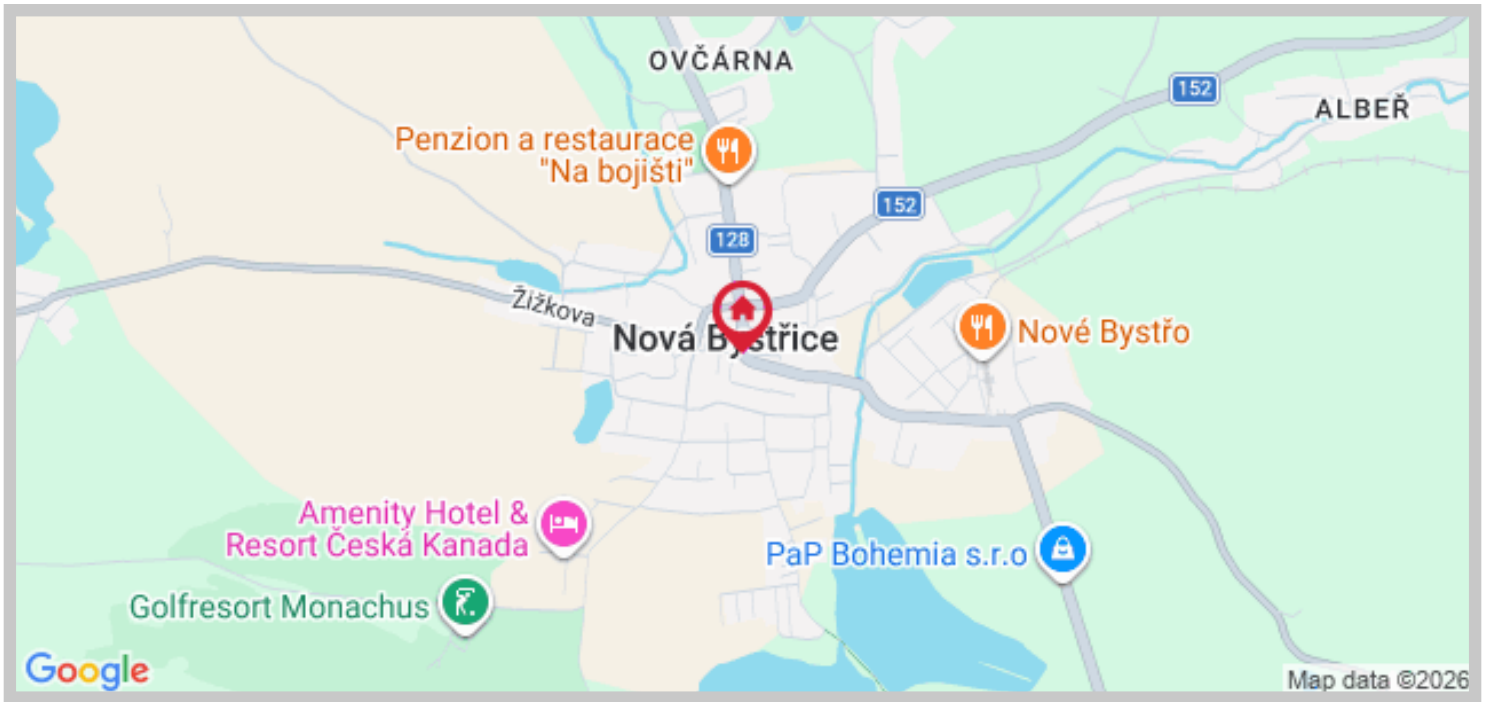 OVČÁRNA
152
ALBEŘ
Penzion a restaurace
"Na bojišti"
152
128
Žižkova
Nová Bystřice
Nové Bystřo
Amenity Hotel &
Resort Česká Kanada
PaP Bohemia s.r.o
Golfresort Monachus
Google
Map data ©2026